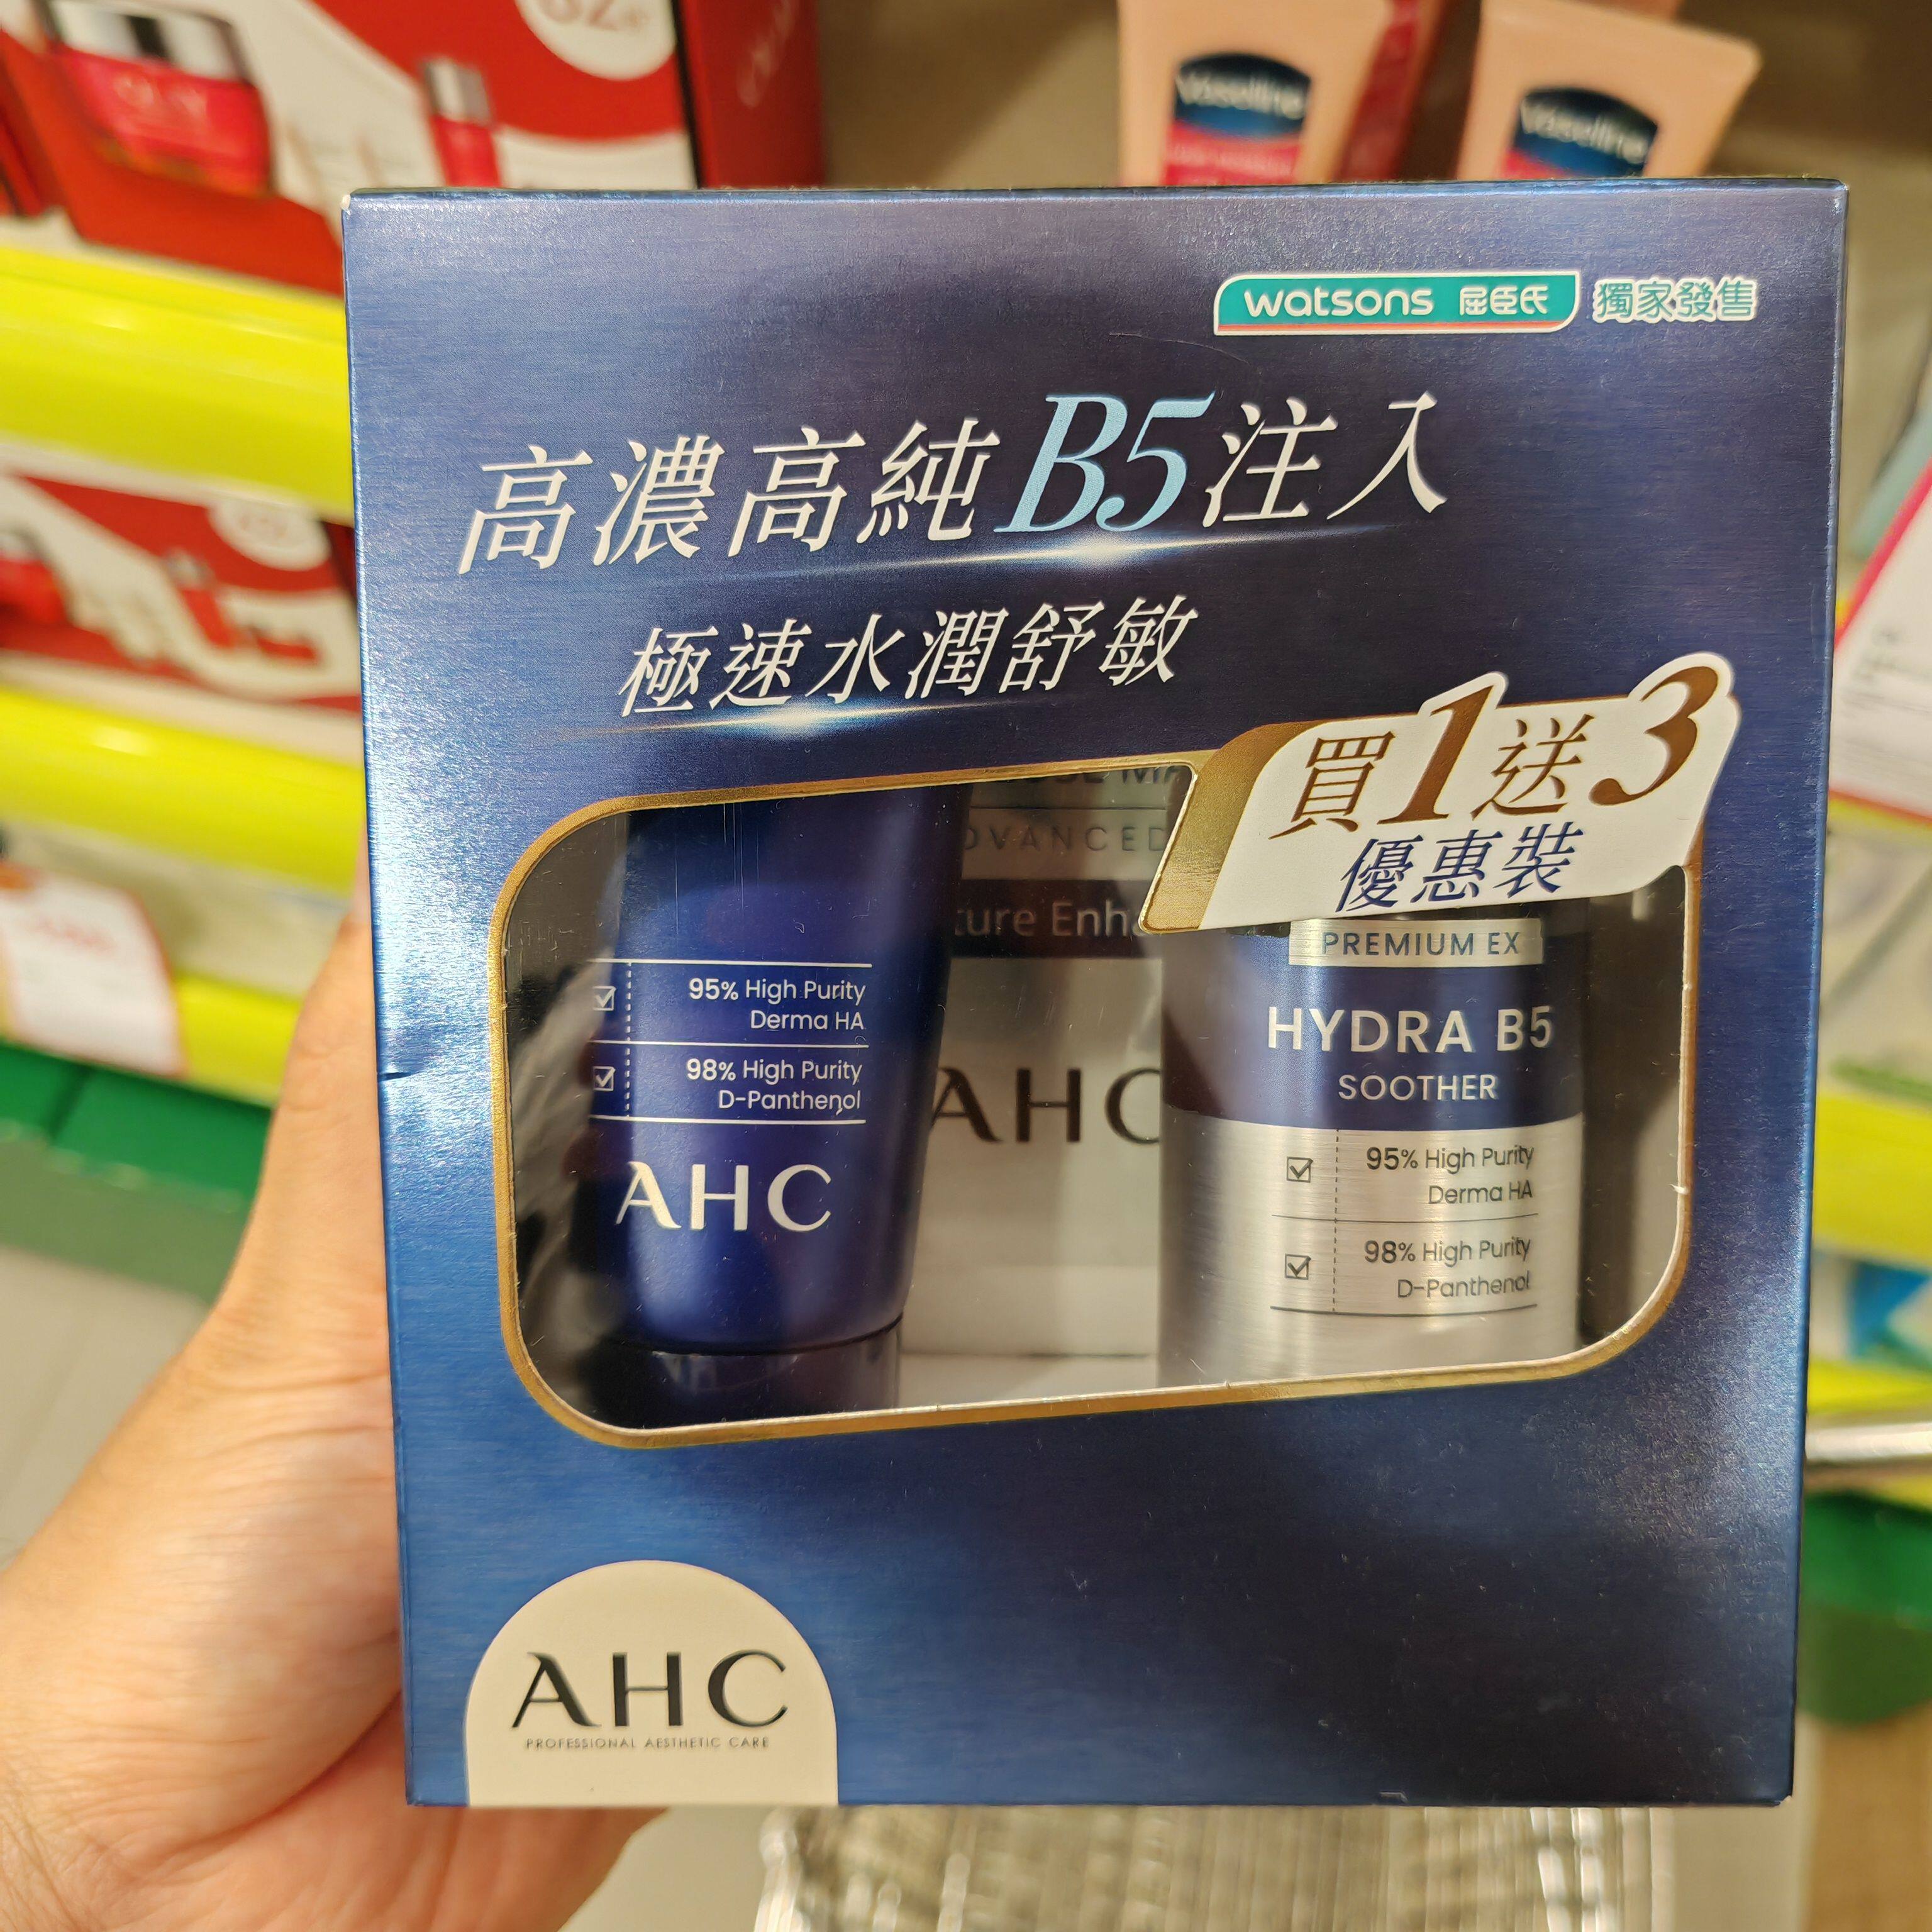 OLAY
Vaseline
Vaseline
watsons 屈臣氏 獨家發售
高濃高純B5注入
極速水潤舒敏
買1送3
優惠裝
ADVANCED
PREMIUM EX
95% High Purity
Derma HA
98% High Purity
D-Panthenol
AHC
AHC
HYDRA B5
SOOTHER
95% High Purity
Derma HA
98% High Purity
D-Panthenol
AHC
PROFESSIONAL AESTHETIC CARE